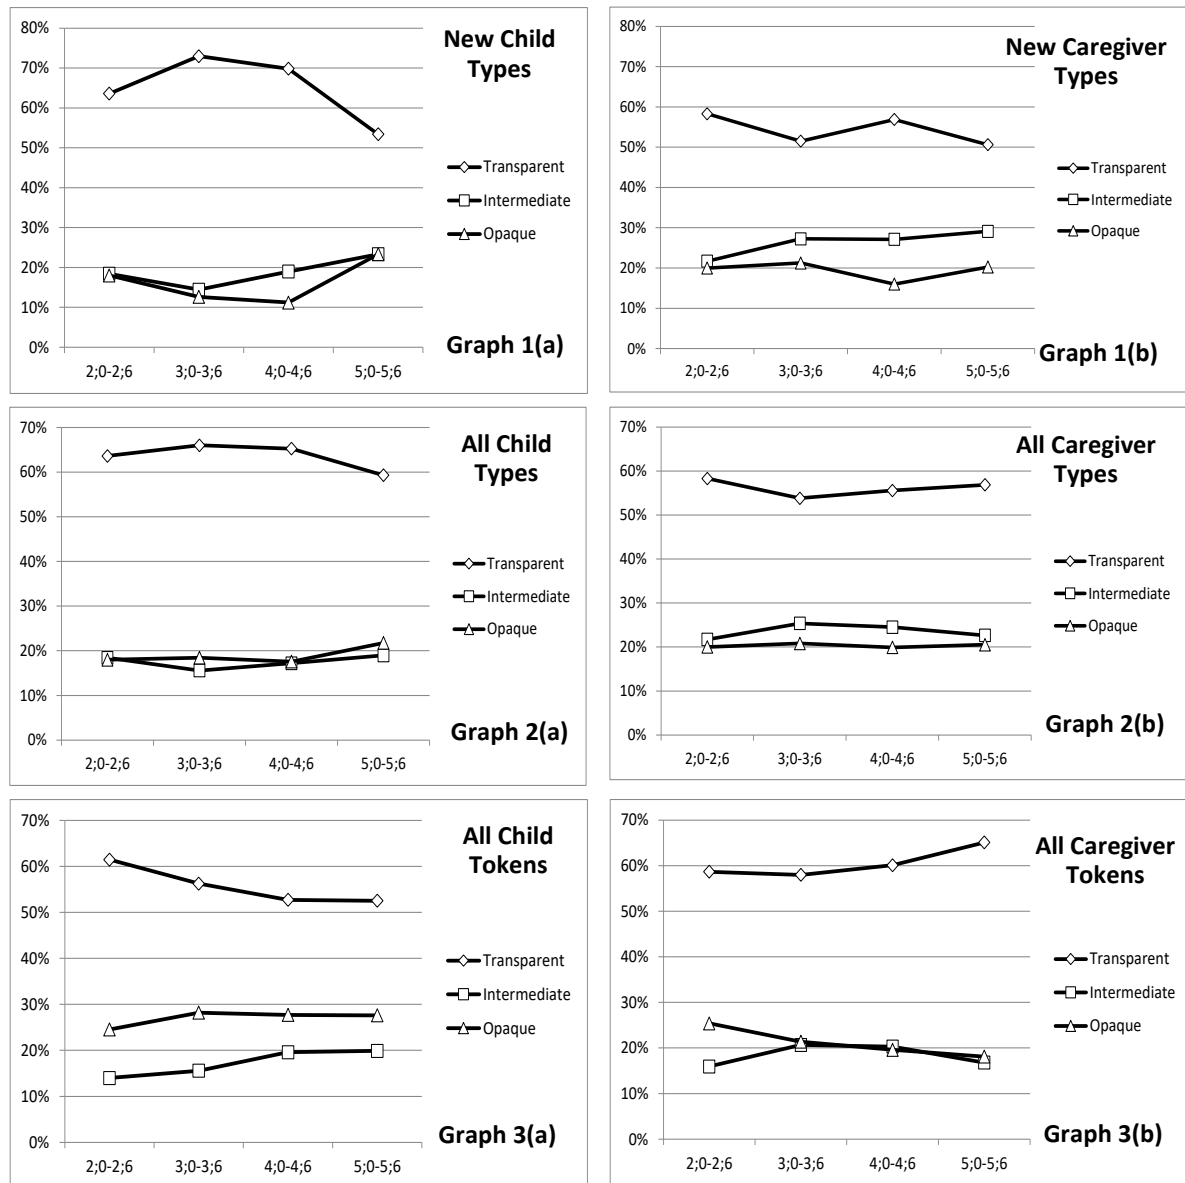 80%
70%
60%
50%
40%
30%
20%
10%
0%
2;0-2;6 3;0-3;6 4;0-4;6 5;0-5;6
New Child
Types
Transparent
Intermediate
Opaque
Graph 1(a)
80%
70%
60%
50%
40%
30%
20%
10%
0%
2;0-2;6 3;0-3;6 4;0-4;6 5;0-5;6
New Caregiver
Types
Transparent
Intermediate
Opaque
Graph 1(b)
70%
60%
50%
40%
30%
20%
10%
0%
2;0-2;6 3;0-3;6 4;0-4;6 5;0-5;6
All Child
Types
Transparent
Intermediate
Opaque
Graph 2(a)
70%
60%
50%
40%
30%
20%
10%
0%
2;0-2;6 3;0-3;6 4;0-4;6 5;0-5;6
All Caregiver
Types
Transparent
Intermediate
Opaque
Graph 2(b)
70%
60%
50%
40%
30%
20%
10%
0%
2;0-2;6 3;0-3;6 4;0-4;6 5;0-5;6
All Child
Tokens
Transparent
Intermediate
Opaque
Graph 3(a)
70%
60%
50%
40%
30%
20%
10%
0%
2;0-2;6 3;0-3;6 4;0-4;6 5;0-5;6
All Caregiver
Tokens
Transparent
Intermediate
Opaque
Graph 3(b)